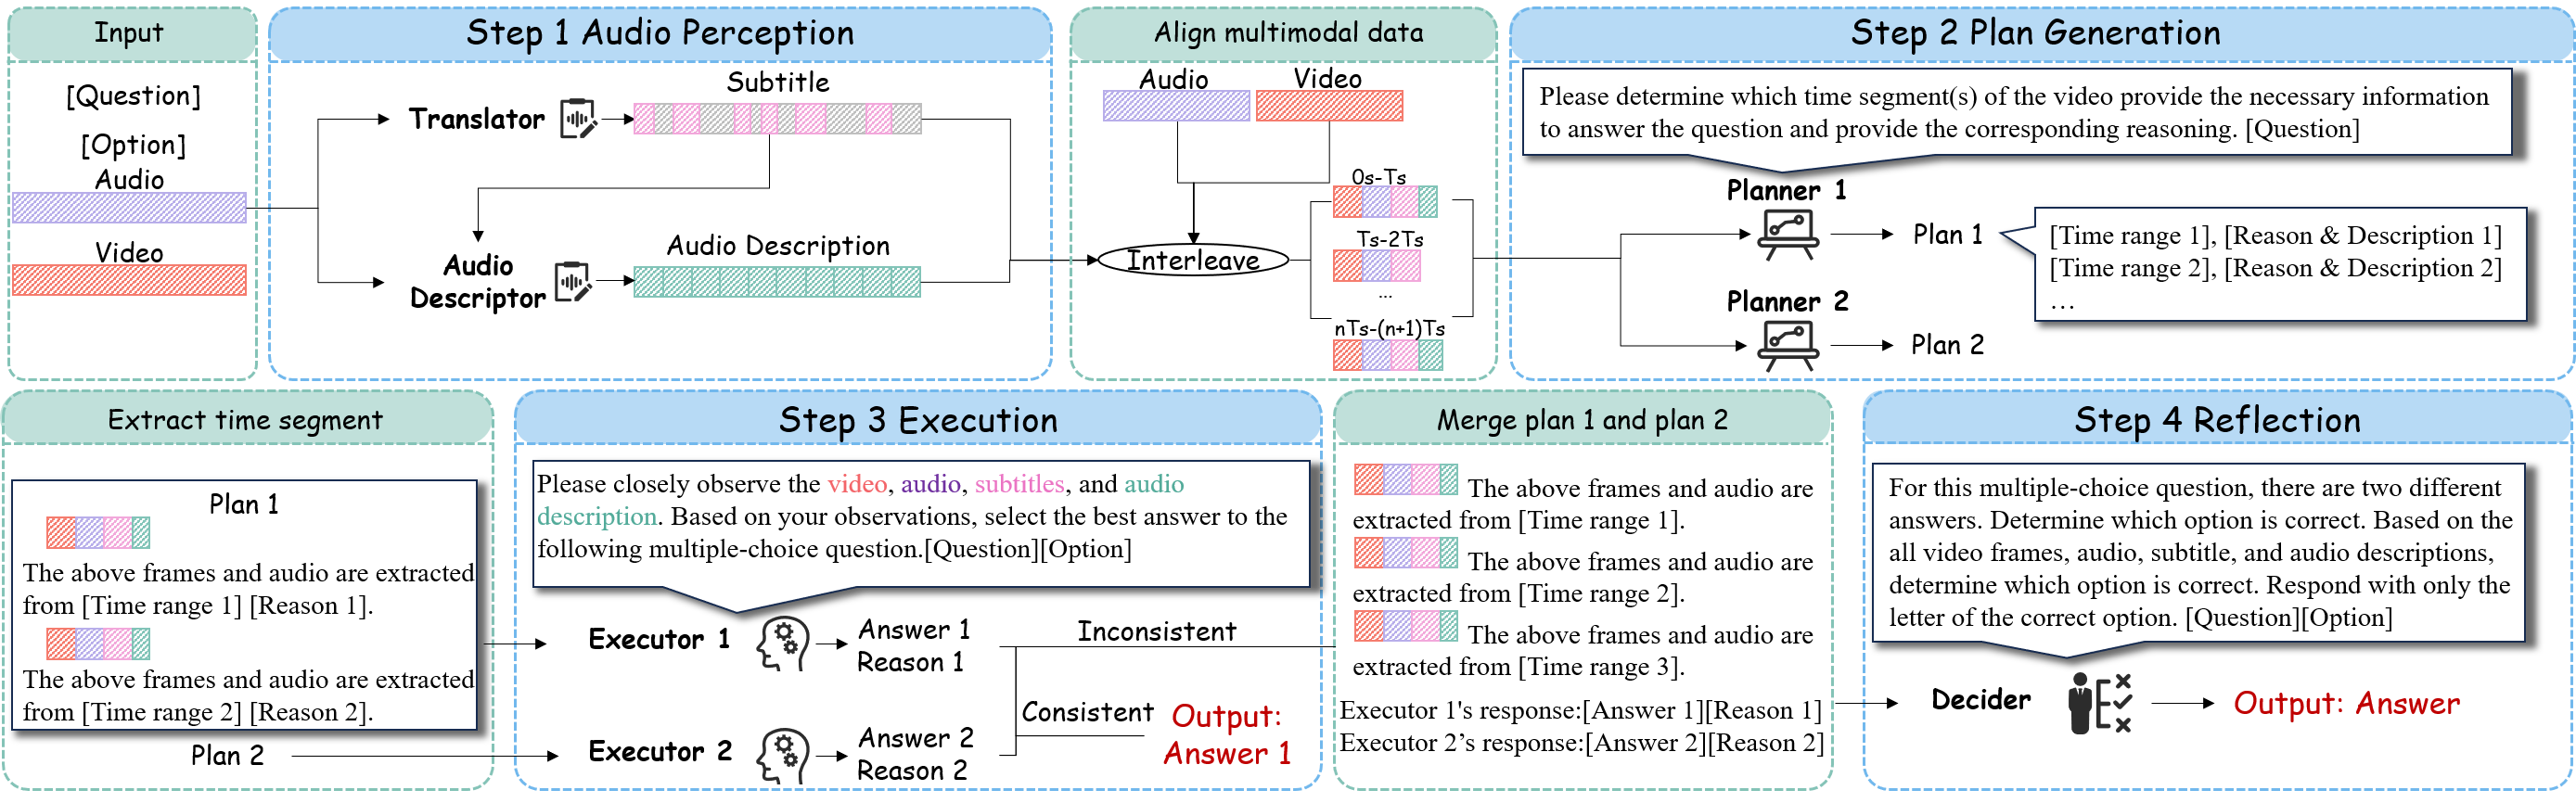 Input
[Question]
[Option]
Audio
Video
Step 1 Audio Perception
Subtitle
Translator
Audio Description
Audio
Descriptor
Align multimodal data
Audio
Video
Interleave
0s-Ts
Ts-2Ts
...
nTs-(n+1)Ts
Step 2 Plan Generation
Please determine which time segment(s) of the video provide the necessary information
to answer the question and provide the corresponding reasoning. [Question]
Planner 1
Plan 1
[Time range 1], [Reason & Description 1]
[Time range 2], [Reason & Description 2]
…
Planner 2
Plan 2
Extract time segment
Plan 1
The above frames and audio are extracted
from [Time range 1] [Reason 1].
The above frames and audio are extracted
from [Time range 2] [Reason 2].
Plan 2
Step 3 Execution
Please closely observe the video, audio, subtitles, and audio
description. Based on your observations, select the best answer to the
following multiple-choice question.[Question][Option]
Executor 1
Answer 1
Reason 1
Inconsistent
Consistent
Output:
Answer 1
Executor 2
Answer 2
Reason 2
Merge plan 1 and plan 2
The above frames and audio are
extracted from [Time range 1].
The above frames and audio are
extracted from [Time range 2].
The above frames and audio are
extracted from [Time range 3].
Executor 1's response:[Answer 1][Reason 1]
Executor 2’s response:[Answer 2][Reason 2]
Step 4 Reflection
For this multiple-choice question, there are two different
answers. Determine which option is correct. Based on the
all video frames, audio, subtitle, and audio descriptions,
determine which option is correct. Respond with only the
letter of the correct option. [Question][Option]
Decider
Output: Answer